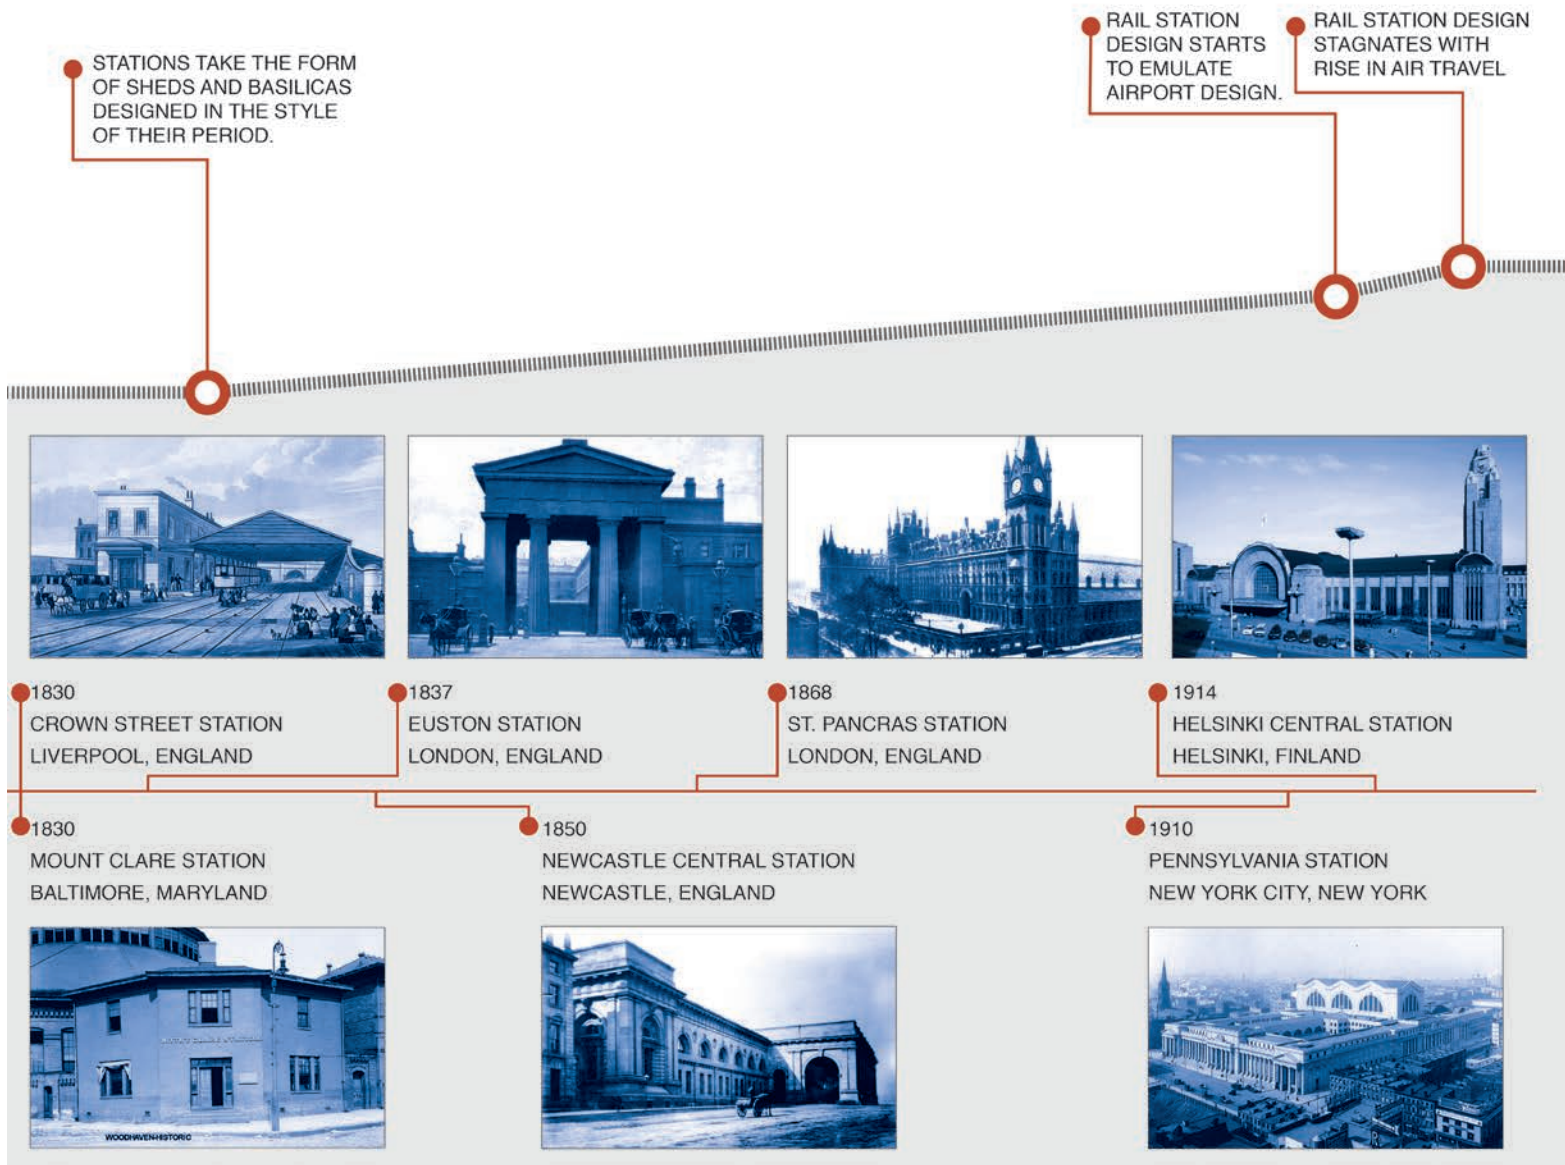 STATIONS TAKE THE FORM
OF SHEDS AND BASILICAS
DESIGNED IN THE STYLE
OF THEIR PERIOD.
RAIL STATION
DESIGN STARTS
TO EMULATE
AIRPORT DESIGN.
RAIL STATION DESIGN
STAGNATES WITH
RISE IN AIR TRAVEL
1830
CROWN STREET STATION
LIVERPOOL, ENGLAND
1837
EUSTON STATION
LONDON, ENGLAND
1868
ST. PANCRAS STATION
LONDON, ENGLAND
1914
HELSINKI CENTRAL STATION
HELSINKI, FINLAND
1830
MOUNT CLARE STATION
BALTIMORE, MARYLAND
1850
NEWCASTLE CENTRAL STATION
NEWCASTLE, ENGLAND
1910
PENNSYLVANIA STATION
NEW YORK CITY, NEW YORK
MOUNT CLARE STATION
WOODHAVEN-HISTORIC